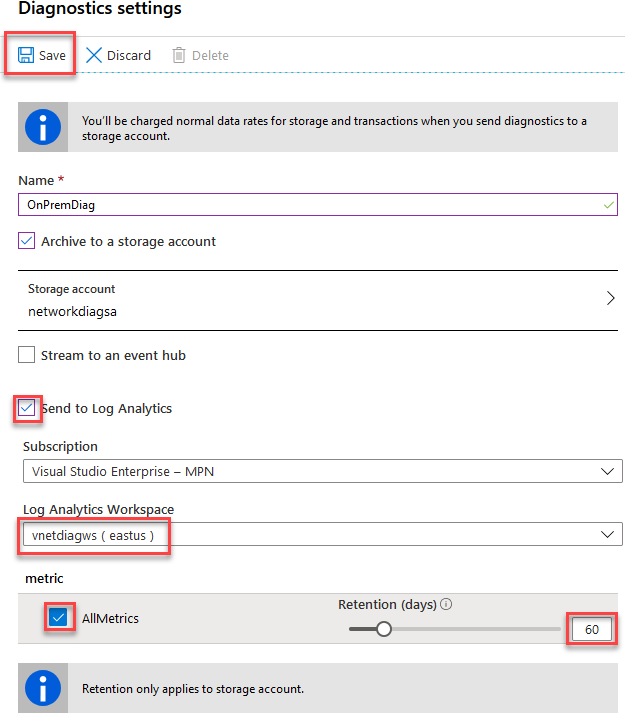 Diagnostics settings
Save Discard Delete
You'll be charged normal data rates for storage and transactions when you send diagnostics to a
storage account.
Name *
OnPremDiag
Archive to a storage account
Storage account
networkdiagsa
Stream to an event hub
Send to Log Analytics
Subscription
Visual Studio Enterprise – MPN
Log Analytics Workspace
vnetdiagws ( eastus )
metric
Retention (days)
AllMetrics
60
Retention only applies to storage account.